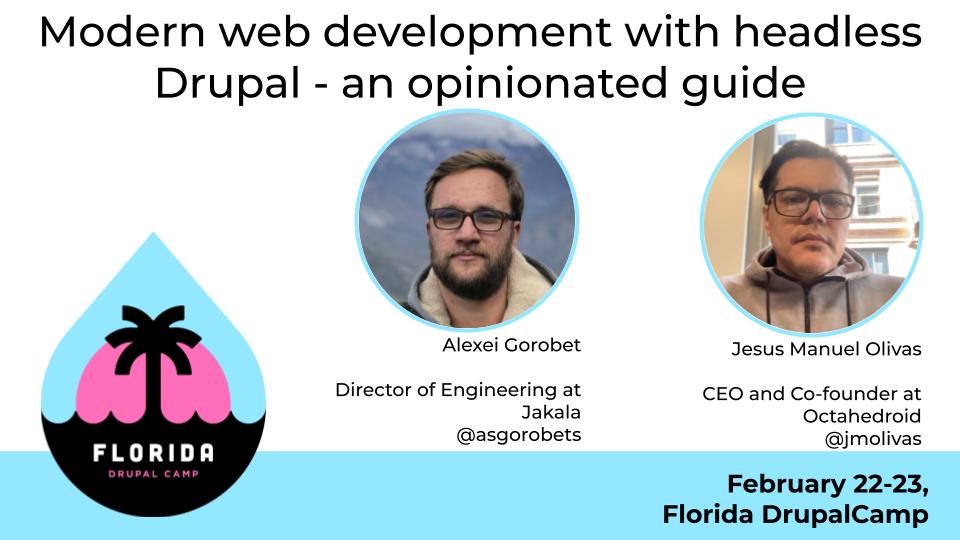 Modern web development with headless
Drupal - an opinionated guide
Alexei Gorobet
Director of Engineering at
Jakala
@asgorobets
Jesus Manuel Olivas
CEO and Co-founder at
Octahedroid
@jmolivas
FLORIDA
DRUPAL CAMP
February 22-23,
Florida DrupalCamp